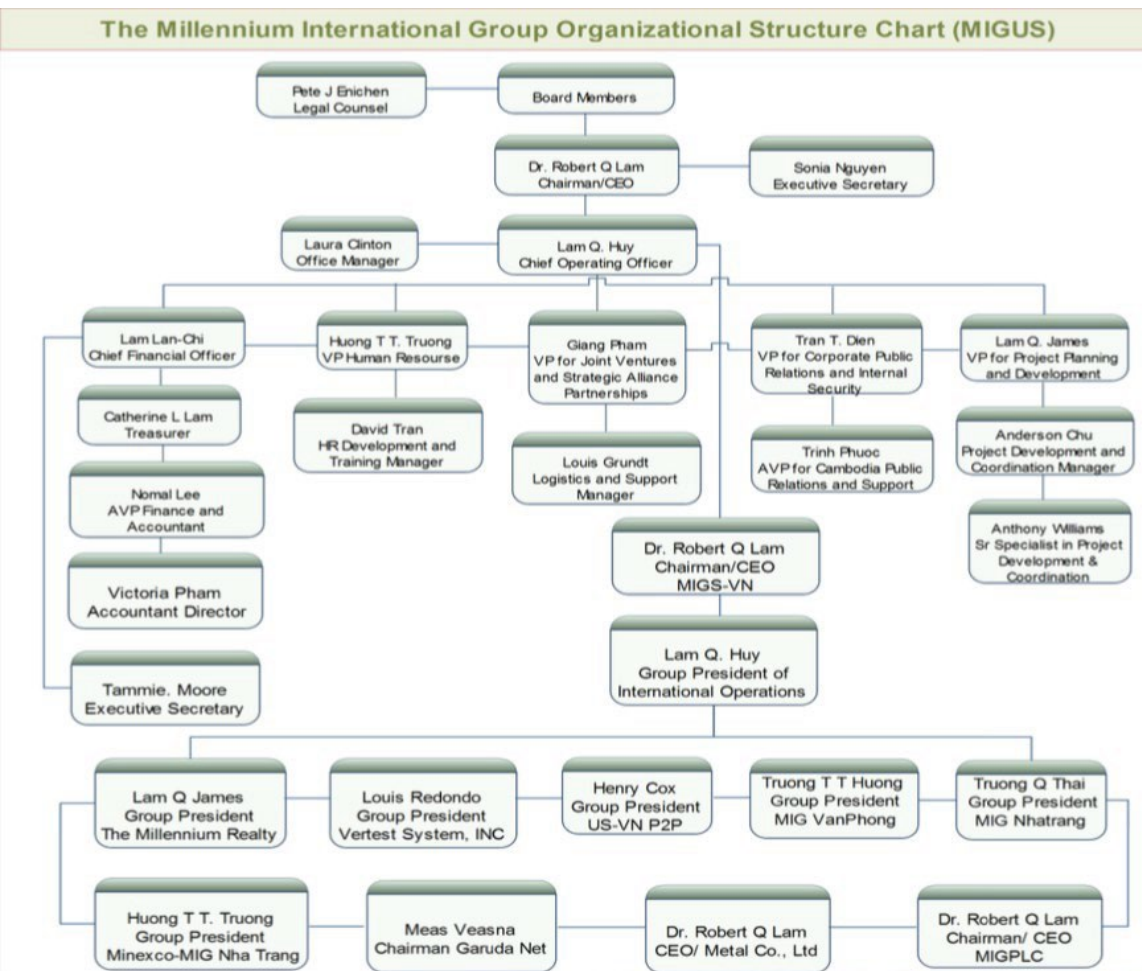 The Millennium International Group Organizational Structure Chart (MIGUS)
Pete J Enichen
Legal Counsel
Board Members
Dr. Robert Q Lam
Chairman/CEO
Sonia Nguyen
Executive Secretary
Laura Clinton
Office Manager
Lam Q. Huy
Chief Operating Officer
Lam Lan-Chi
Chief Financial Officer
Huong T T. Truong
VP Human Resourse
Giang Pham
VP for Joint Ventures
and Strategic Alliance
Partnerships
Tran T. Dien
VP for Corporate Public
Relations and Internal
Security
Lam Q. James
VP for Project Planning
and Development
Catherine L Lam
Treasurer
David Tran
HR Development and
Training Manager
Louis Grundt
Logistics and Support
Manager
Trinh Phuoc
AVP for Cambodia Public
Relations and Support
Anderson Chu
Project Development and
Coordination Manager
Nomal Lee
AVP Finance and
Accountant
Anthony Williams
Sr Specialist in Project
Development &
Coordination
Dr. Robert Q Lam
Chairman/CEO
MIGS-VN
Victoria Pham
Accountant Director
Lam Q. Huy
Group President of
International Operations
Tammie. Moore
Executive Secretary
Lam Q James
Group President
The Millennium Realty
Louis Redondo
Group President
Vertest System, INC
Henry Cox
Group President
US-VN P2P
Truong T T Huong
Group President
MIG VanPhong
Truong Q Thai
Group President
MIG Nhatrang
Huong T T. Truong
Group President
Minexco-MIG Nha Trang
Meas Veasna
Chairman Garuda Net
Dr. Robert Q Lam
CEO/ Metal Co., Ltd
Dr. Robert Q Lam
Chairman/ CEO
MIGPLC